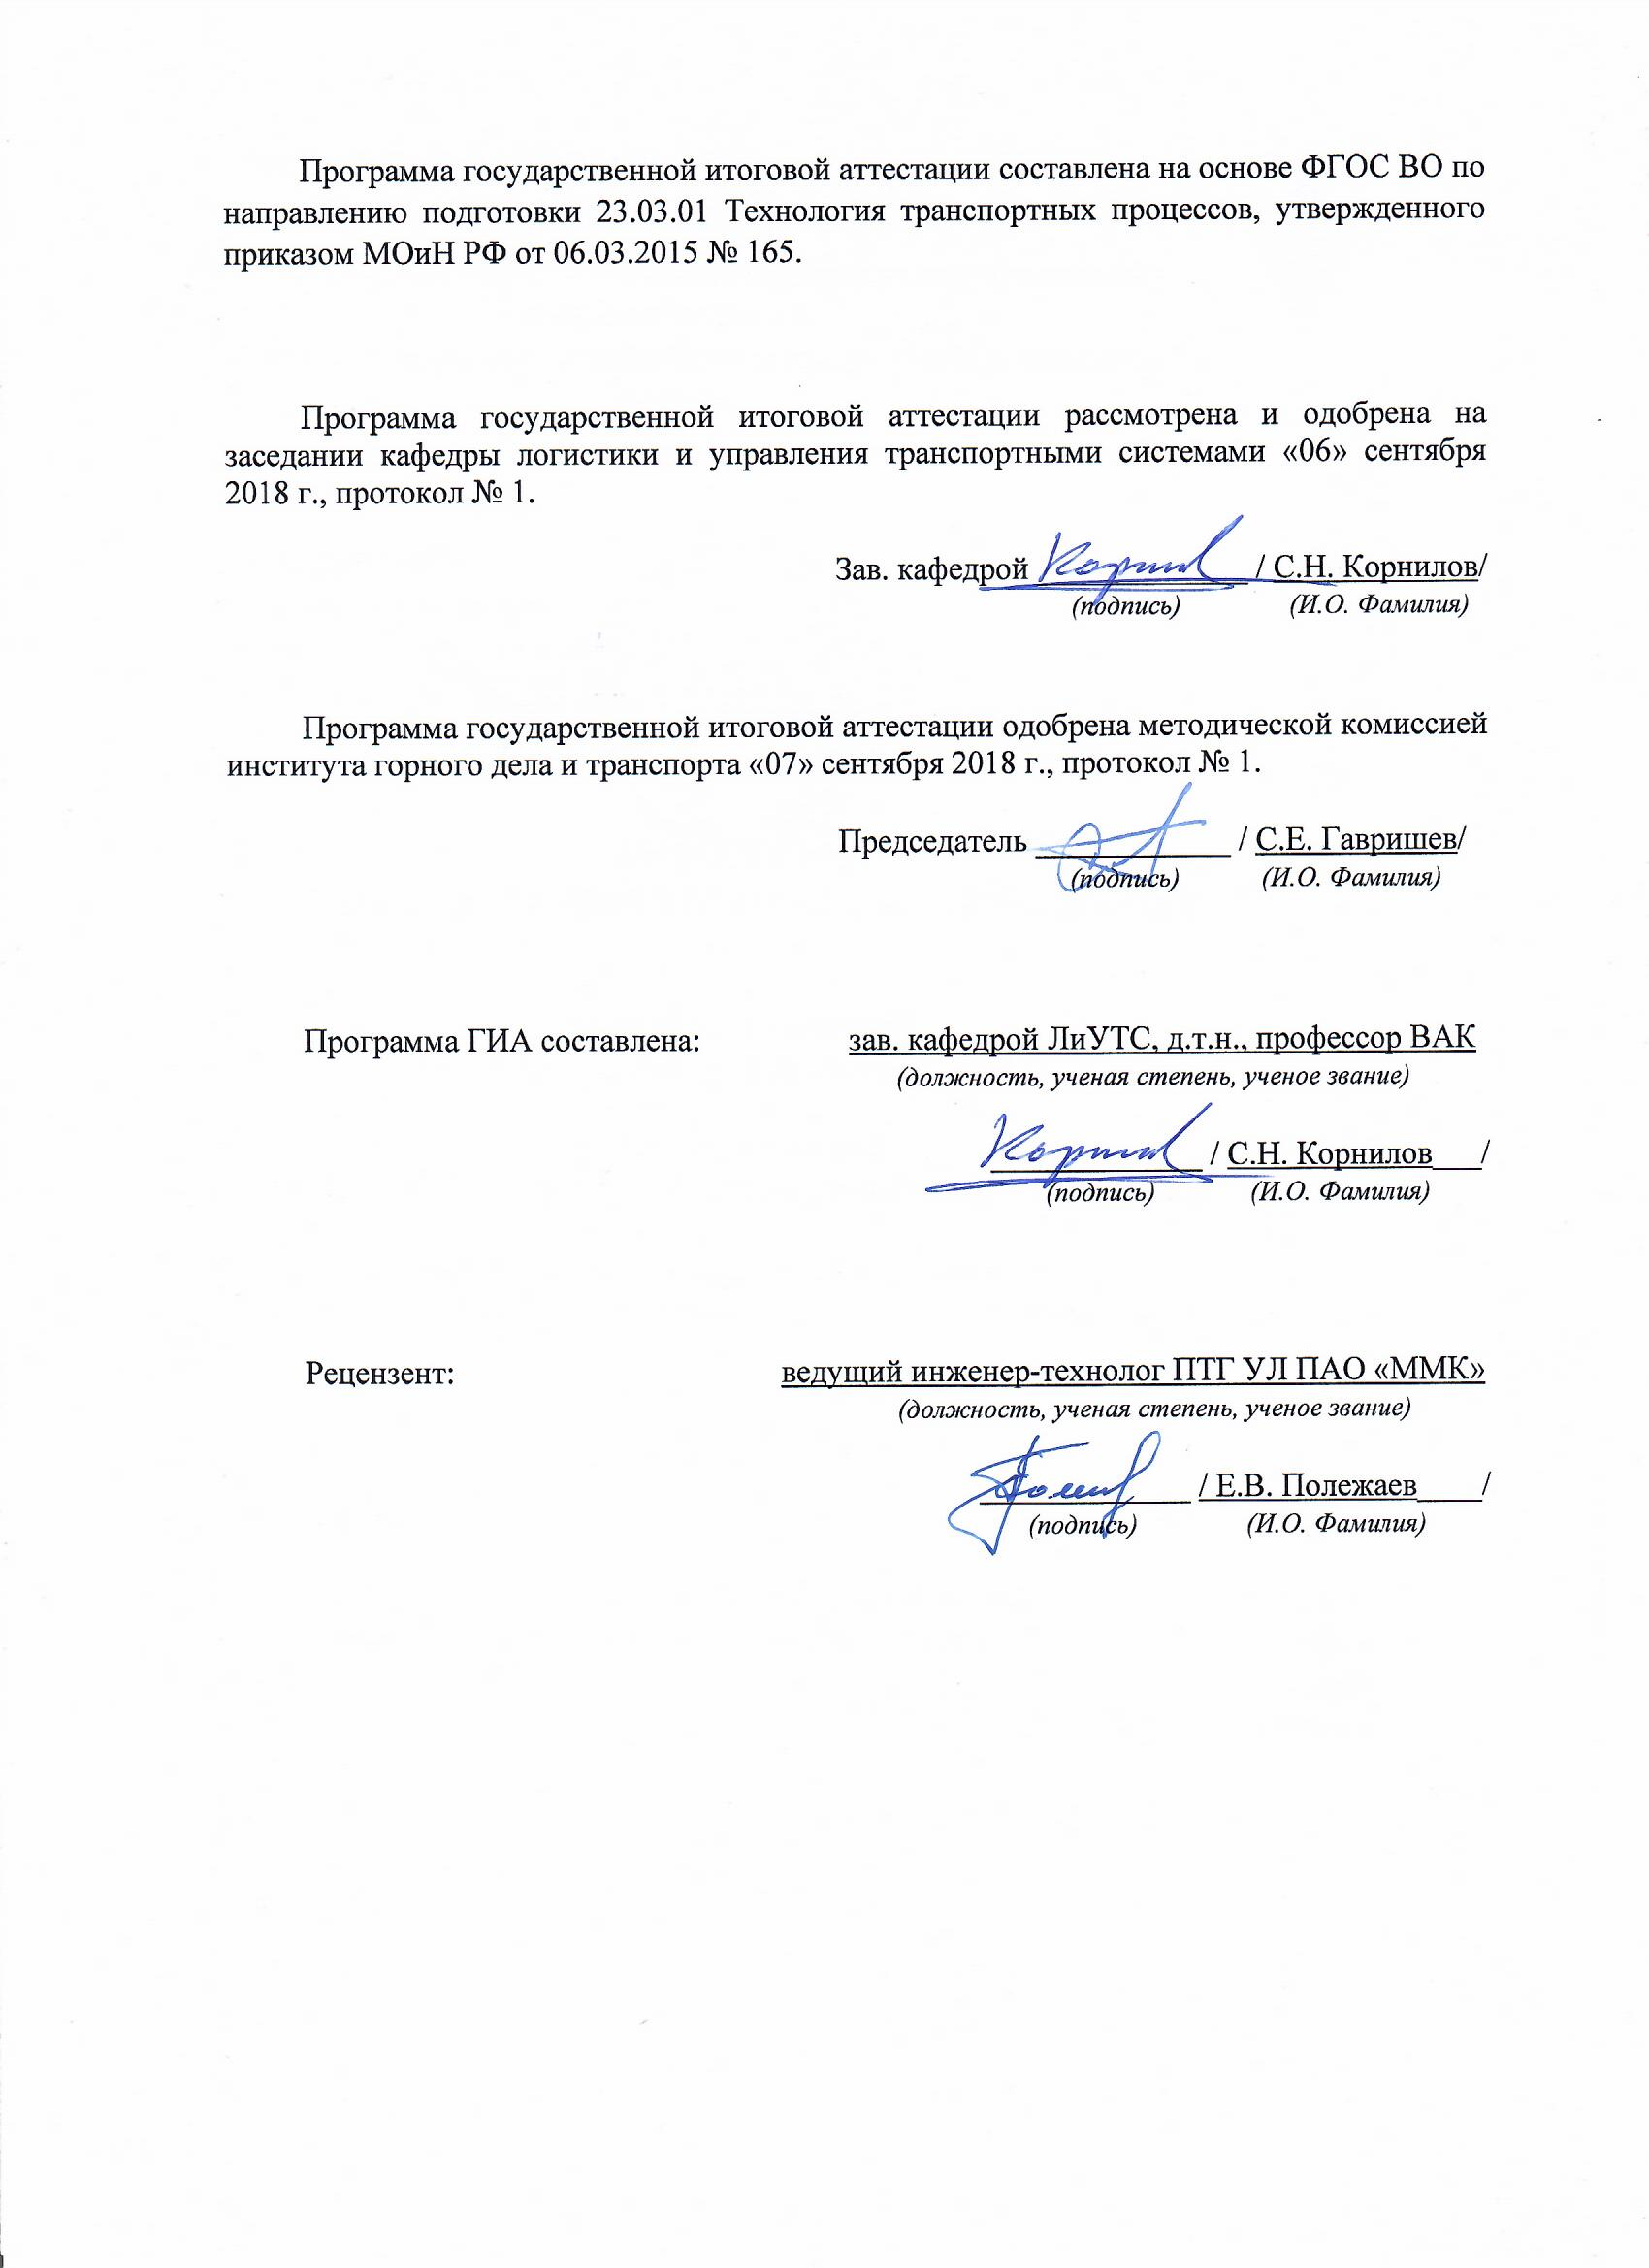 Программа государственной итоговой аттестации составлена на основе ФГОС ВО по
направлению подготовки 23.03.01 Технология транспортных процессов, утвержденного
приказом МОиН РФ от 06.03.2015 № 165.
Программа государственной итоговой аттестации рассмотрена и одобрена на
заседании кафедры логистики и управления транспортными системами «06» сентября
2018 г., протокол № 1.
Зав. кафедрой / С.Н. Корнилов/
(подпись) (И.О. Фамилия)
Программа государственной итоговой аттестации одобрена методической комиссией
института горного дела и транспорта «07» сентября 2018 г., протокол № 1.
Председатель / С.Е. Гавришев/
(подпись) (И.О. Фамилия)
Программа ГИА составлена: зав. кафедрой ЛиУТС, д.т.н., профессор ВАК
(должность, ученая степень, ученое звание)
/ С.Н. Корнилов /
(подпись) (И.О. Фамилия)
Рецензент: ведущий инженер-технолог ПТГ УЛ ПАО «ММК»
(должность, ученая степень, ученое звание)
/ Е.В. Полежаев /
(подпись) (И.О. Фамилия)